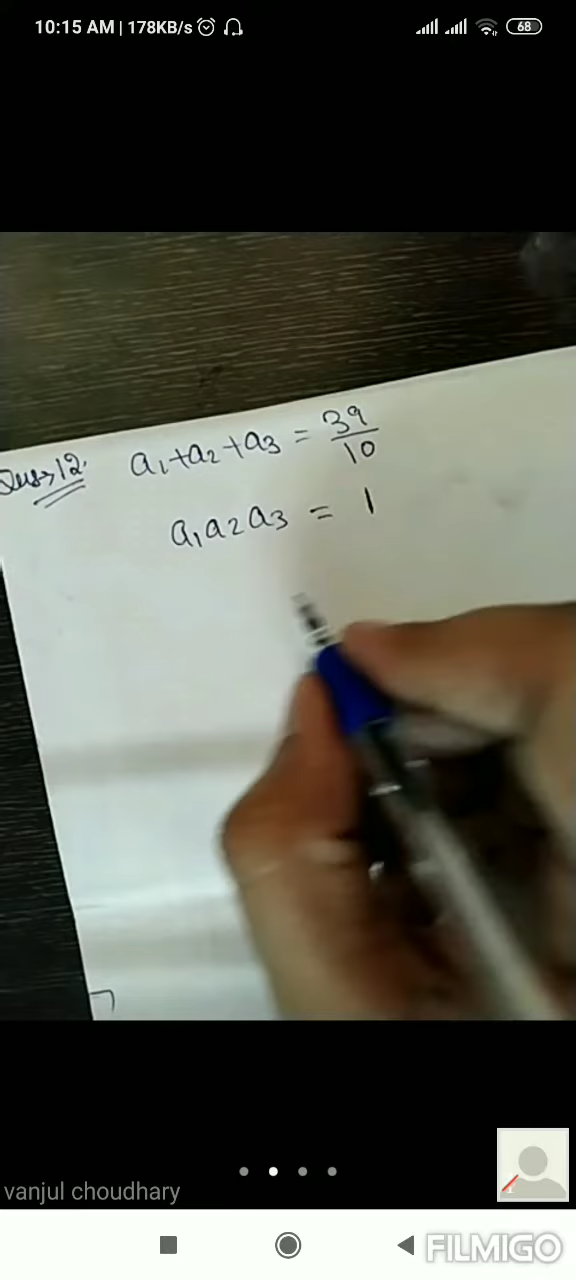 10:15 AM | 178KB/s
68
Ques→12. a₁+a₂+a₃ = 39/10
a₁a₂a₃ = 1
vanjul choudhary
FILMIGO